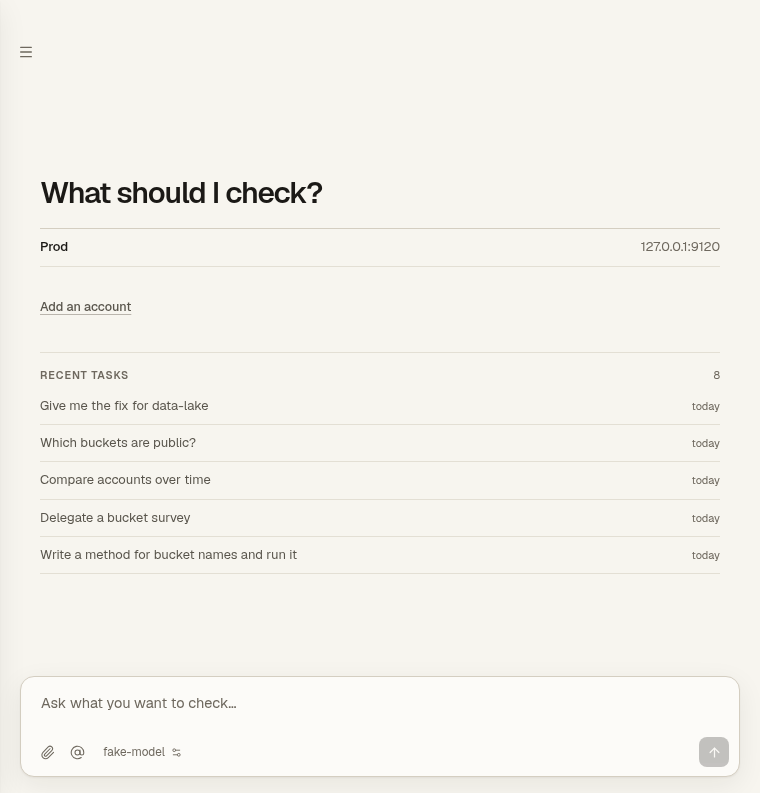 What should I check?
Prod 127.0.0.1:9120
Add an account
RECENT TASKS 8
Give me the fix for data-lake today
Which buckets are public? today
Compare accounts over time today
Delegate a bucket survey today
Write a method for bucket names and run it today
Ask what you want to check...
fake-model